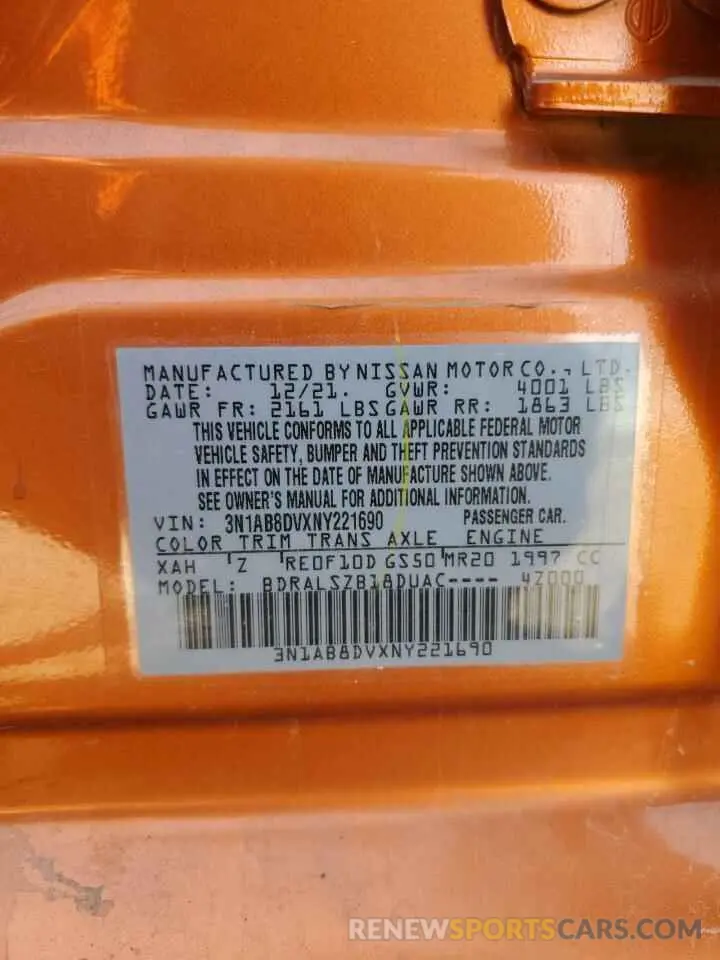 MANUFACTURED BY NISSAN MOTOR CO., LTD.
DATE: 12/21. GVWR: 4001 LBS
GAWR FR: 2161 LBS GAWR RR: 1863 LBS
THIS VEHICLE CONFORMS TO ALL APPLICABLE FEDERAL MOTOR
VEHICLE SAFETY, BUMPER AND THEFT PREVENTION STANDARDS
IN EFFECT ON THE DATE OF MANUFACTURE SHOWN ABOVE.
SEE OWNER'S MANUAL FOR ADDITIONAL INFORMATION.
VIN: 3N1AB8DVXNY221690 PASSENGER CAR.
COLOR TRIM TRANS AXLE ENGINE
XAH Z RE0F10D GS50 MR20 1997 CC
MODEL: BDRALSZB18DUAC---- 4Z000
3N1AB8DVXNY221690
RENEWSPORTSCARS.COM